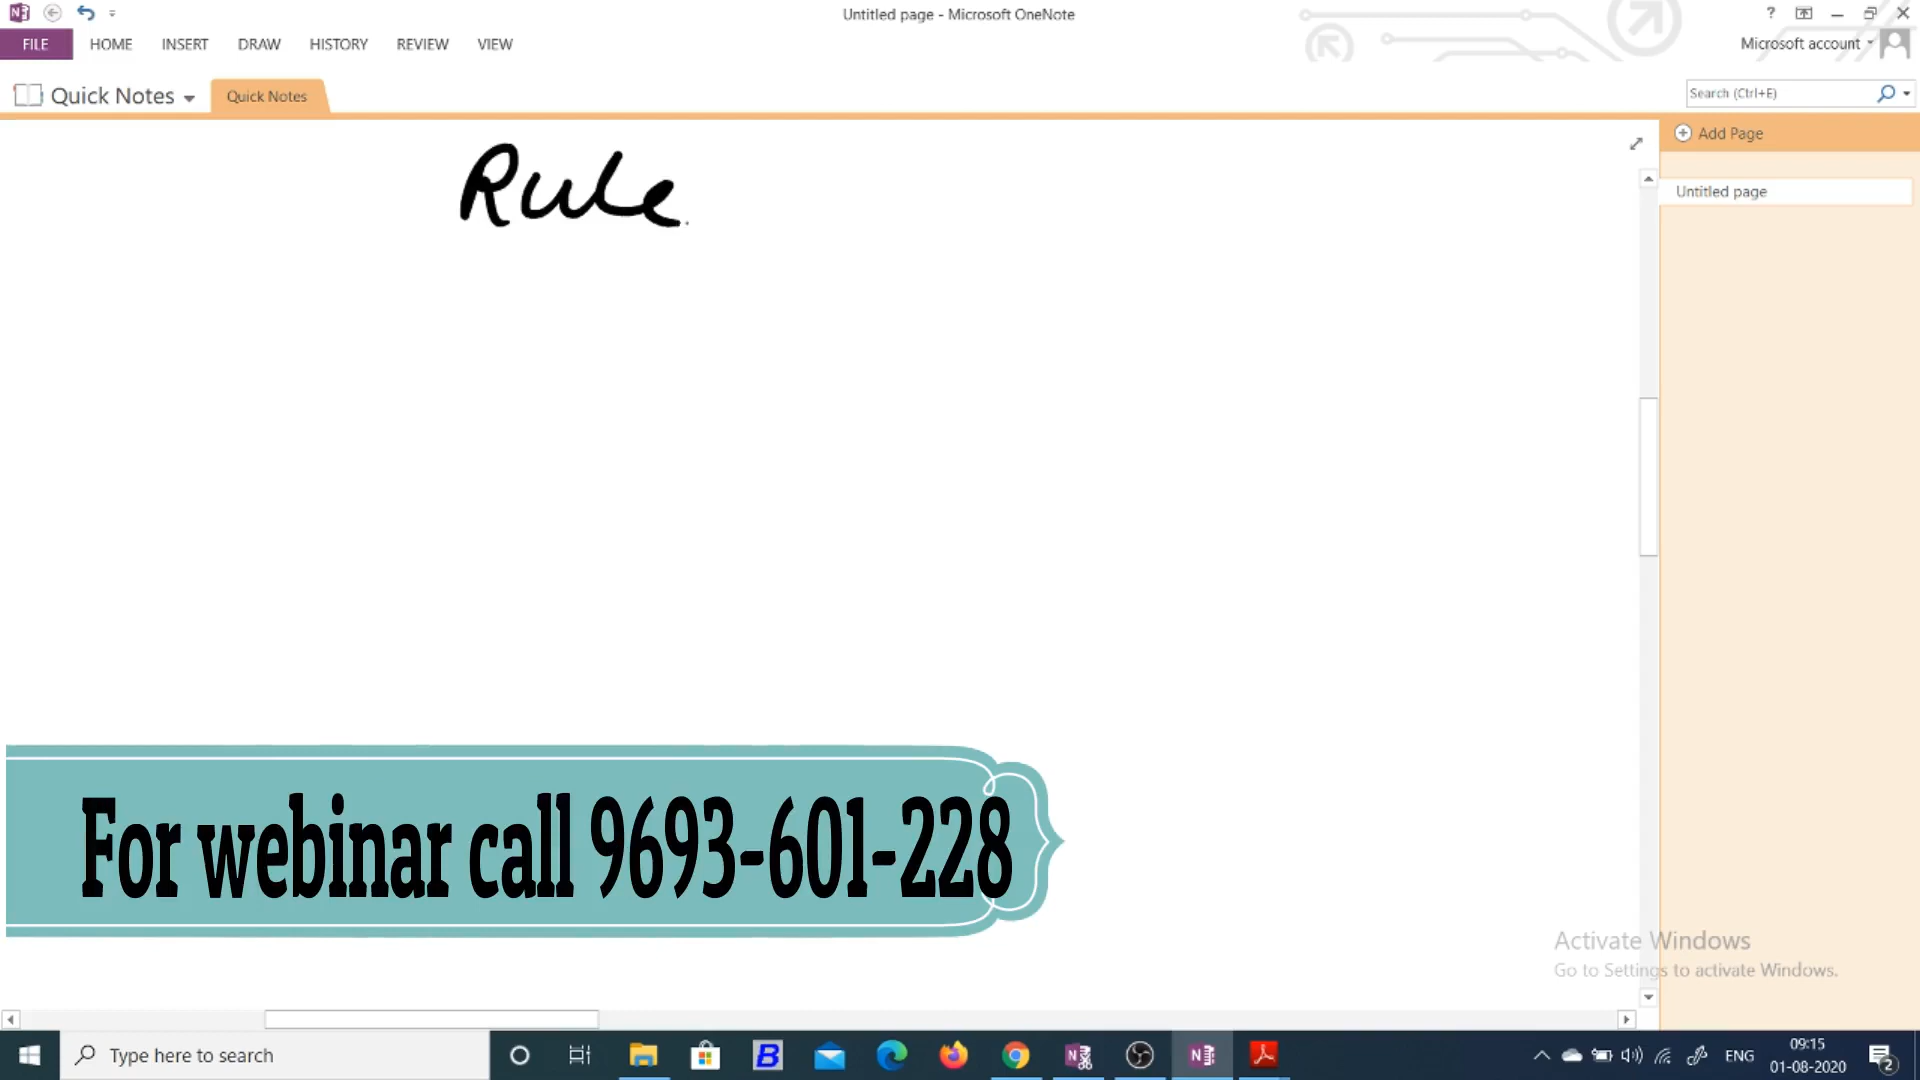 Untitled page - Microsoft OneNote
?
FILE HOME INSERT DRAW HISTORY REVIEW VIEW
Microsoft account
Quick Notes
Quick Notes
Search (Ctrl+E)
Add Page
Untitled page
Rule.
For webinar call 9693-601-228
Activate Windows
Go to Settings to activate Windows.
Type here to search
B
ENG
09:15
01-08-2020
2